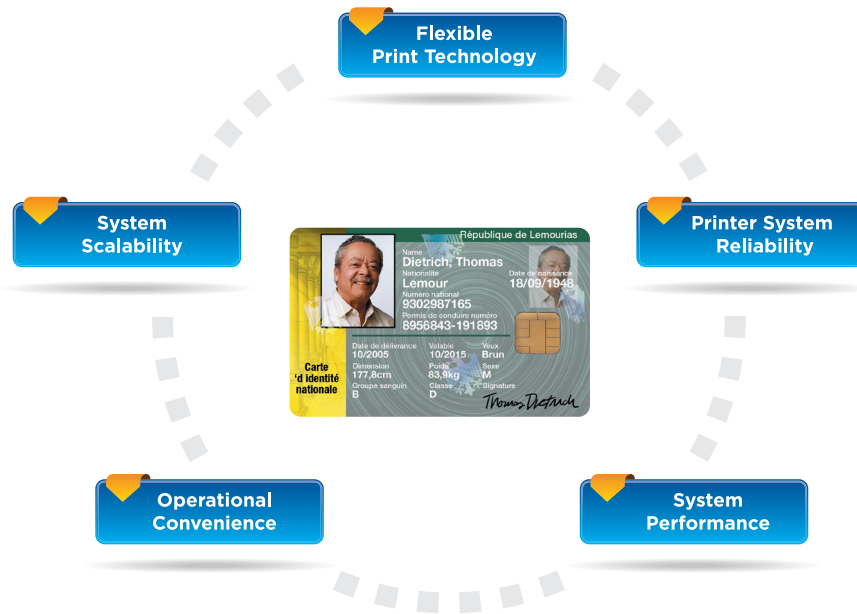 Flexible
Print Technology
System
Scalability
Printer System
Reliability
République de Lemourias
Name
Dietrich, Thomas
Nationalité
Lemour
Date de naissance
18/09/1948
Numéro national
9302987165
Permis de conduiro numéro
8956843-191893
Date de délivrance
10/2005
Valable
10/2015
Yeux
Brun
Dimension
177,8cm
Poids
83,9kg
Sexe
M
Groupe sanguin
B
Classe
D
Signature
Thomas Dietrich
Carte
'd identité
nationale
Operational
Convenience
System
Performance